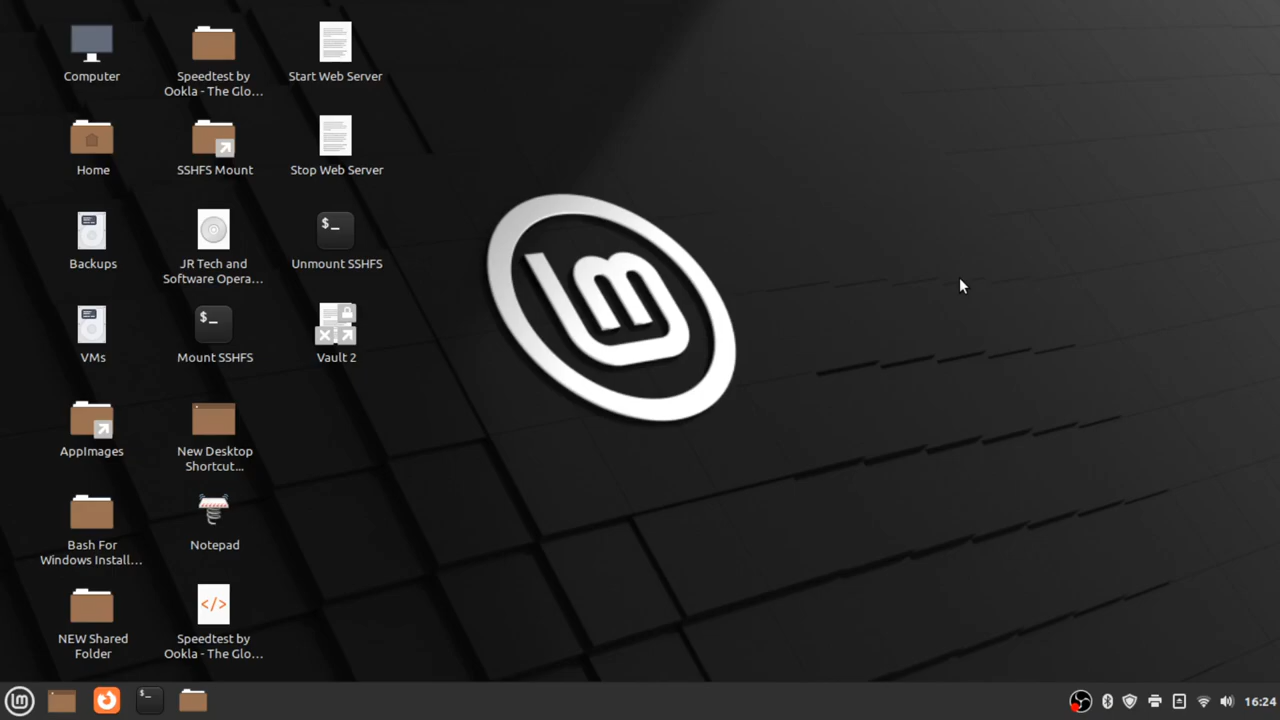 Computer
Speedtest by
Ookla - The Glo...
Start Web Server
Home
SSHFS Mount
Stop Web Server
Backups
JR Tech and
Software Opera...
$_
Unmount SSHFS
VMs
$_
Mount SSHFS
Vault 2
AppImages
New Desktop
Shortcut...
Bash For
Windows Install...
Notepad
NEW Shared
Folder
</>
Speedtest by
Ookla - The Glo...
lm
lm
$_
16:24